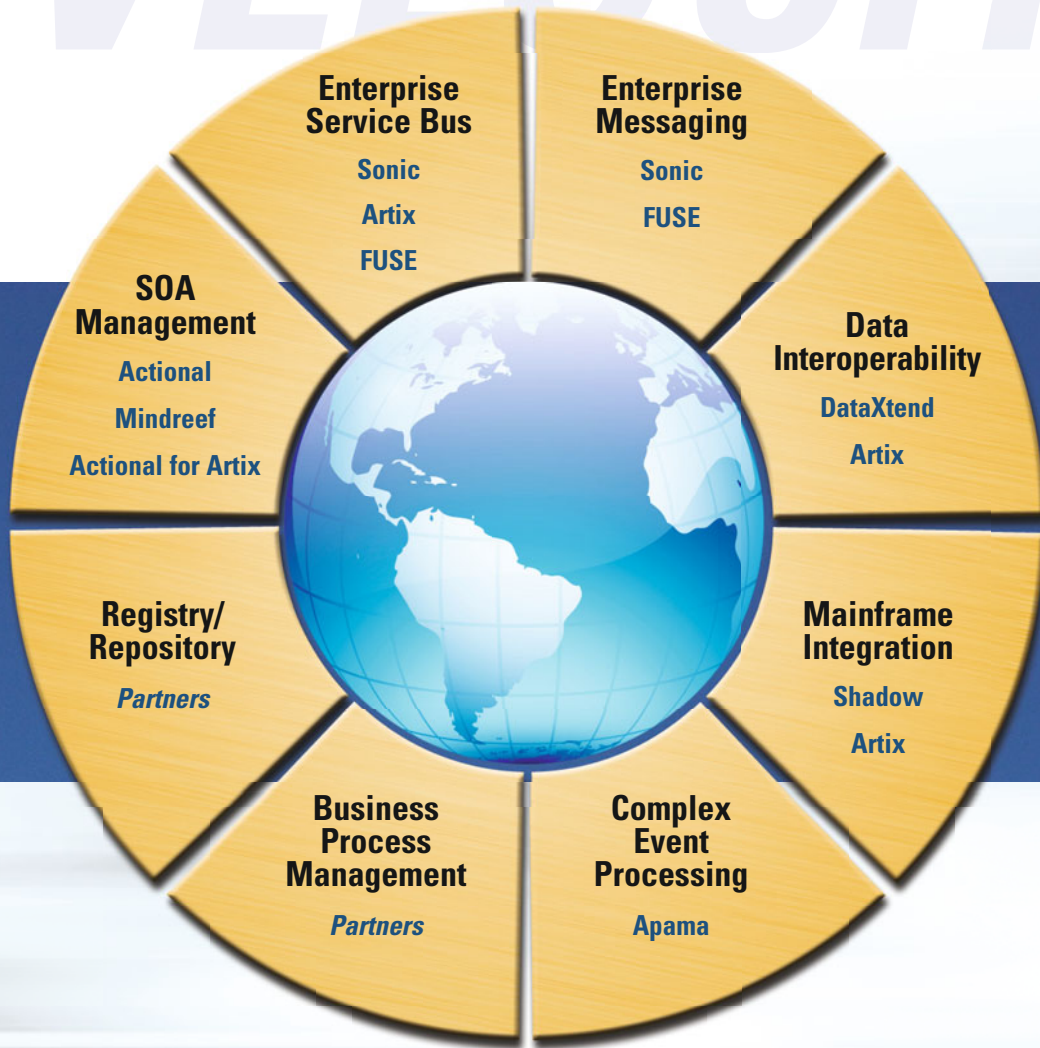 Enterprise
Service Bus
Sonic
Artix
FUSE
Enterprise
Messaging
Sonic
FUSE
Data
Interoperability
DataXtend
Artix
Mainframe
Integration
Shadow
Artix
Complex
Event
Processing
Apama
Business
Process
Management
Partners
Registry/
Repository
Partners
SOA
Management
Actional
Mindreef
Actional for Artix